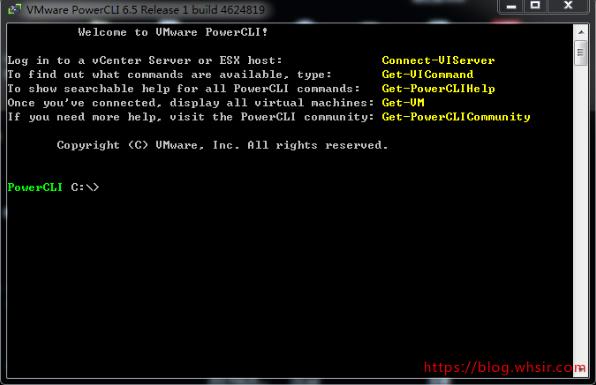 VMware PowerCLI 6.5 Release 1 build 4624819
Welcome to VMware PowerCLI!
Log in to a vCenter Server or ESX host: Connect-VIServer
To find out what commands are available, type: Get-VICommand
To show searchable help for all PowerCLI commands: Get-PowerCLIHelp
Once you've connected, display all virtual machines: Get-VM
If you need more help, visit the PowerCLI community: Get-PowerCLICommunity
Copyright (C) VMware, Inc. All rights reserved.
PowerCLI C:\>
https://blog.whsir.com